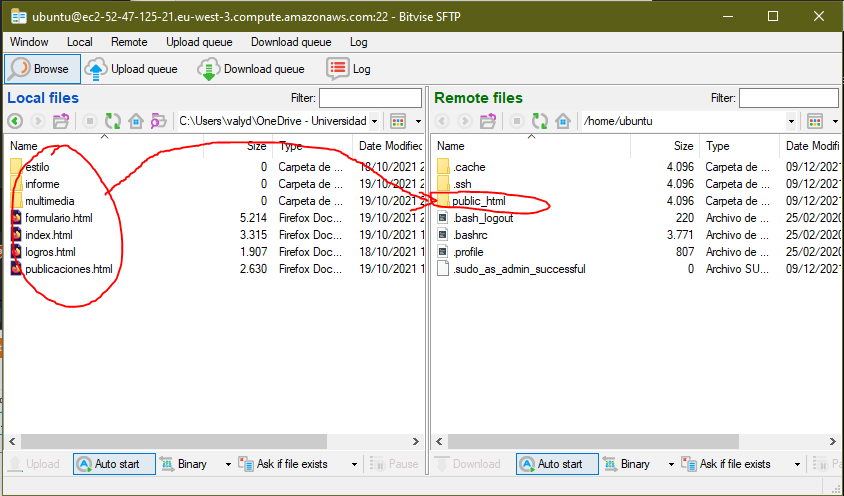 ubuntu@ec2-52-47-125-21.eu-west-3.compute.amazonaws.com:22 - Bitvise SFTP
Window Local Remote Upload queue Download queue Log
Browse Upload queue Download queue Log
Local files Filter:
C:\Users\valyd\OneDrive - Universidad
Name Size Type Date Modified
estilo 0 Carpeta de ... 18/10/2021 2
informe 0 Carpeta de ... 19/10/2021 2
multimedia 0 Carpeta de ... 19/10/2021 2
formulario.html 5.214 Firefox Doc... 19/10/2021 1
index.html 3.315 Firefox Doc... 19/10/2021 1
logros.html 1.907 Firefox Doc... 18/10/2021 1
publicaciones.html 2.630 Firefox Doc... 19/10/2021 1
Upload Auto start Binary Ask if file exists Pause
Remote files Filter:
/home/ubuntu
Name Size Type Date Modifi
.cache 4.096 Carpeta de ... 09/12/2021
.ssh 4.096 Carpeta de ... 09/12/2021
public_html 4.096 Carpeta de ... 09/12/2021
.bash_logout 220 Archivo de ... 25/02/2020
.bashrc 3.771 Archivo de ... 25/02/2020
.profile 807 Archivo de ... 25/02/2020
.sudo_as_admin_successful 0 Archivo SU... 09/12/2021
Download Auto start Binary Ask if file exists Pa